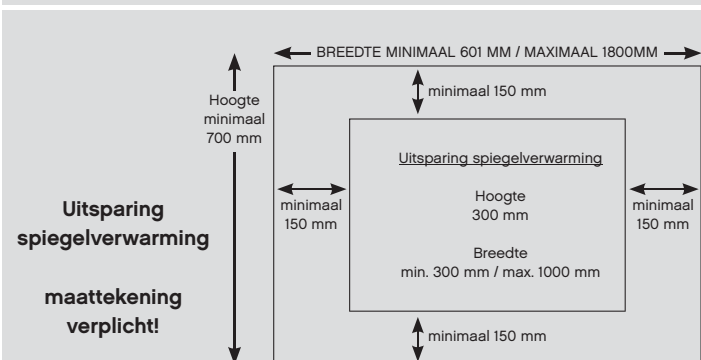 BREEDTE MINIMAAL 601 MM / MAXIMAAL 1800MM
Hoogte
minimaal
700 mm
minimaal 150 mm
Uitsparing spiegelverwarming
Hoogte
300 mm
Breedte
min. 300 mm / max. 1000 mm
minimaal
150 mm
minimaal
150 mm
Uitsparing
spiegelverwarming
maattekening
verplicht!
minimaal 150 mm